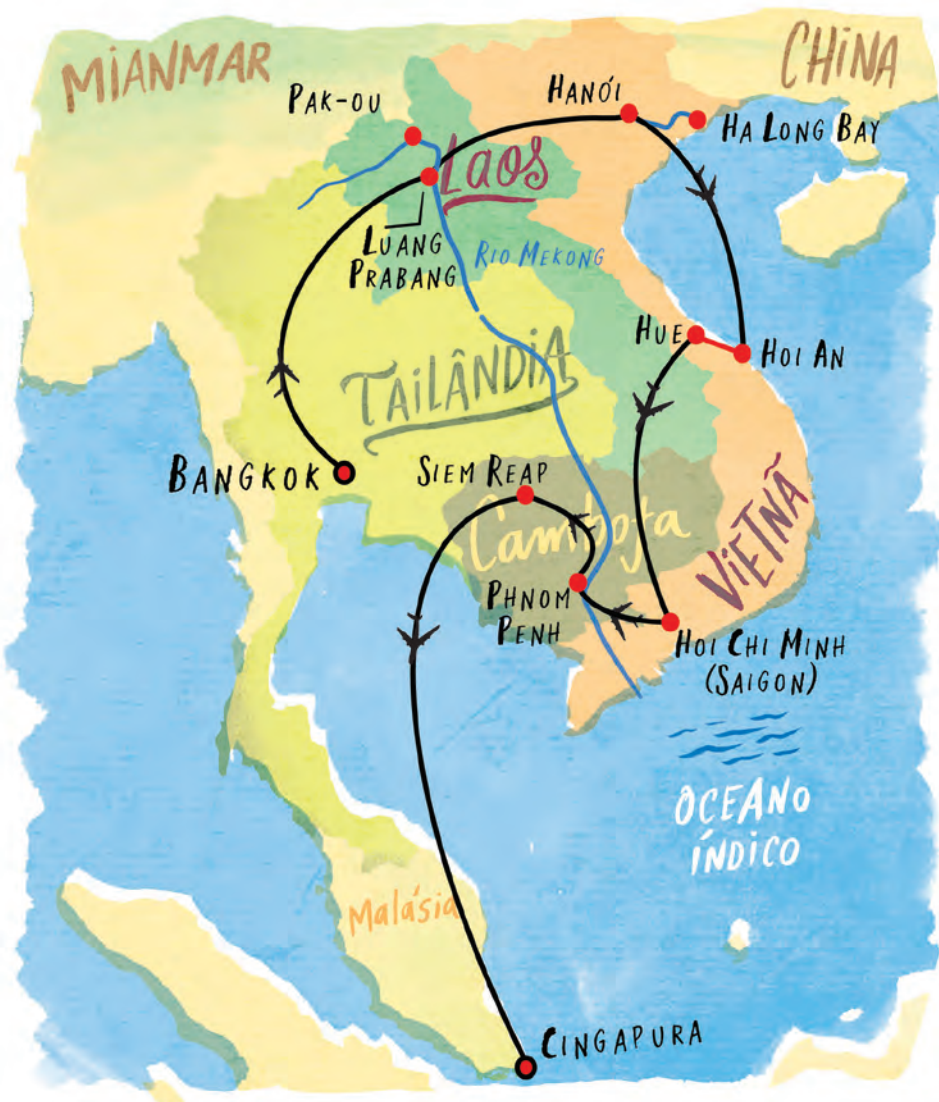 MIANMAR
CHINA
PAK-OU
HANÓI
HA LONG BAY
LAOS
LUANG
PRABANG
RIO MEKONG
HUE
HOI AN
TAILÂNDIA
BANGKOK
SIEM REAP
Camboja
VIETNÃ
PHNOM
PENH
HOI CHI MINH
(SAIGON)
OCEANO
ÍNDICO
Malásia
CINGAPURA